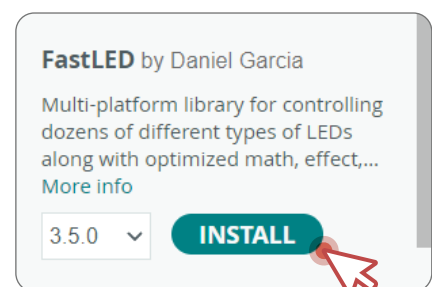 FastLED by Daniel Garcia
Multi-platform library for controlling
dozens of different types of LEDs
along with optimized math, effect,...
More info
3.5.0 INSTALL